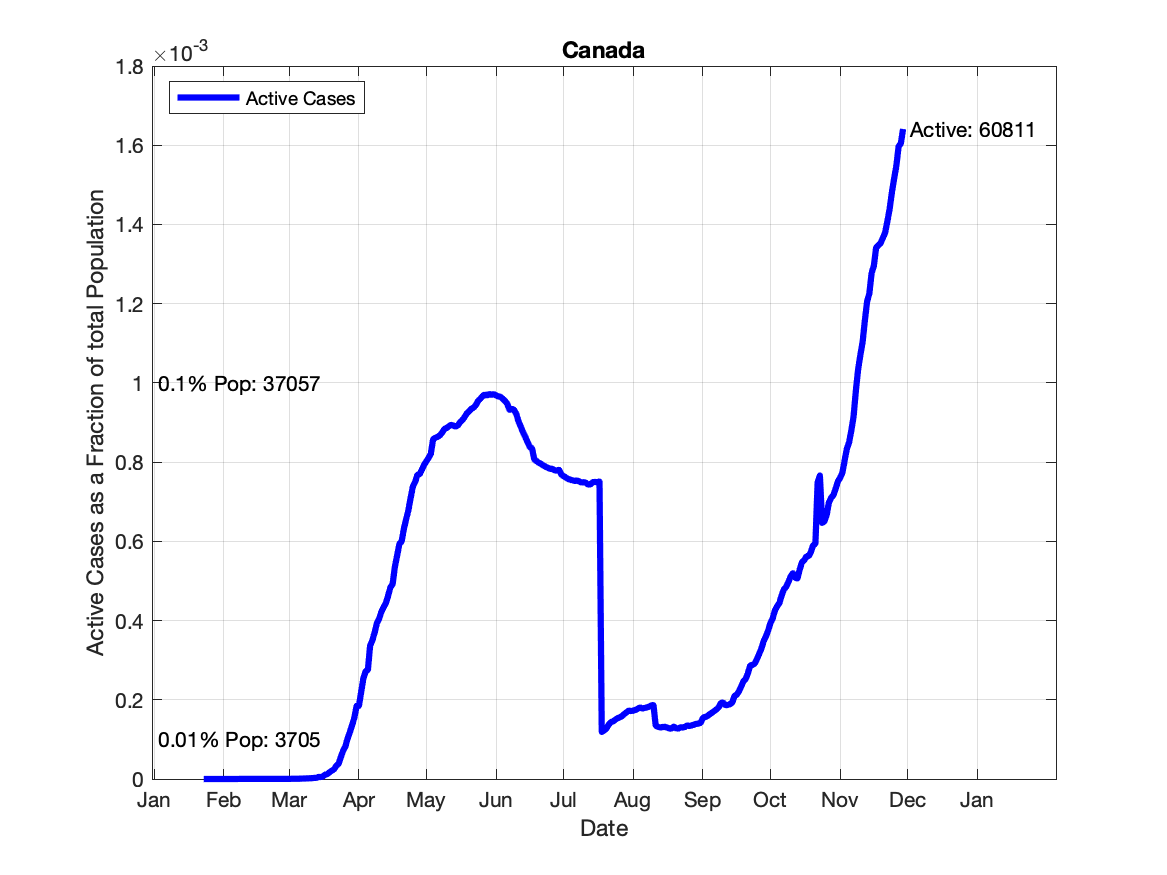 Canada
×10-3
1.8
1.6
1.4
1.2
1
0.8
0.6
0.4
0.2
0
Active Cases as a Fraction of total Population
Active Cases
Active: 60811
0.1% Pop: 37057
0.01% Pop: 3705
Jan Feb Mar Apr May Jun Jul Aug Sep Oct Nov Dec Jan
Date